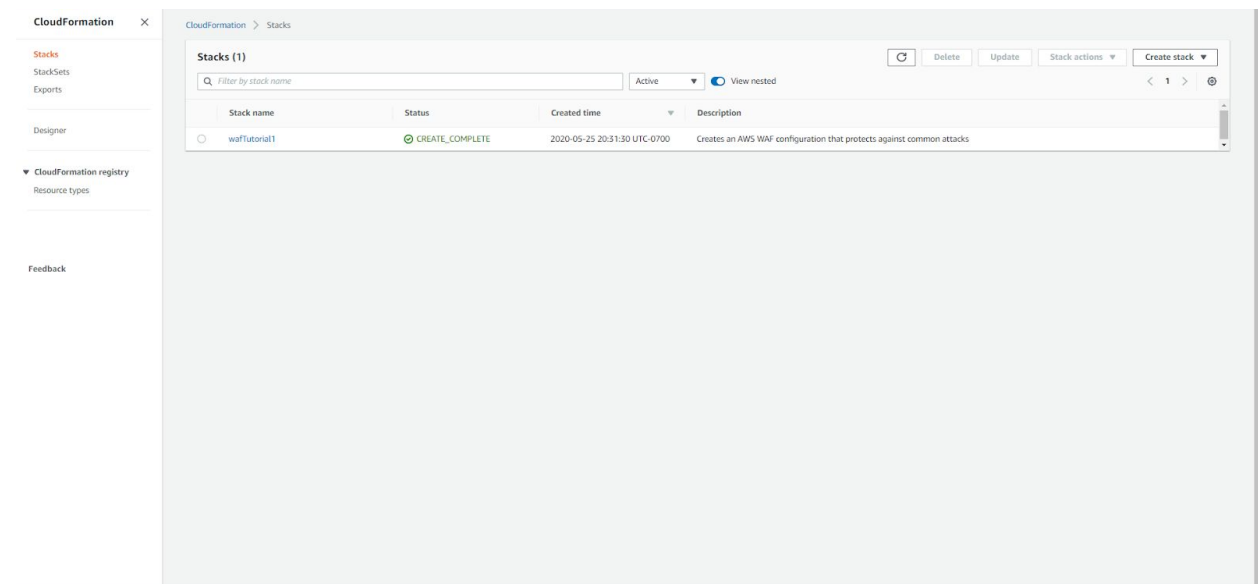 CloudFormation
Stacks
StackSets
Exports
Designer
CloudFormation registry
Resource types
Feedback
CloudFormation > Stacks
Stacks (1)
Delete Update Stack actions Create stack
Filter by stack name Active View nested < 1 >
Stack name Status Created time Description
wafTutorial1 CREATE_COMPLETE 2020-05-25 20:31:30 UTC-0700 Creates an AWS WAF configuration that protects against common attacks